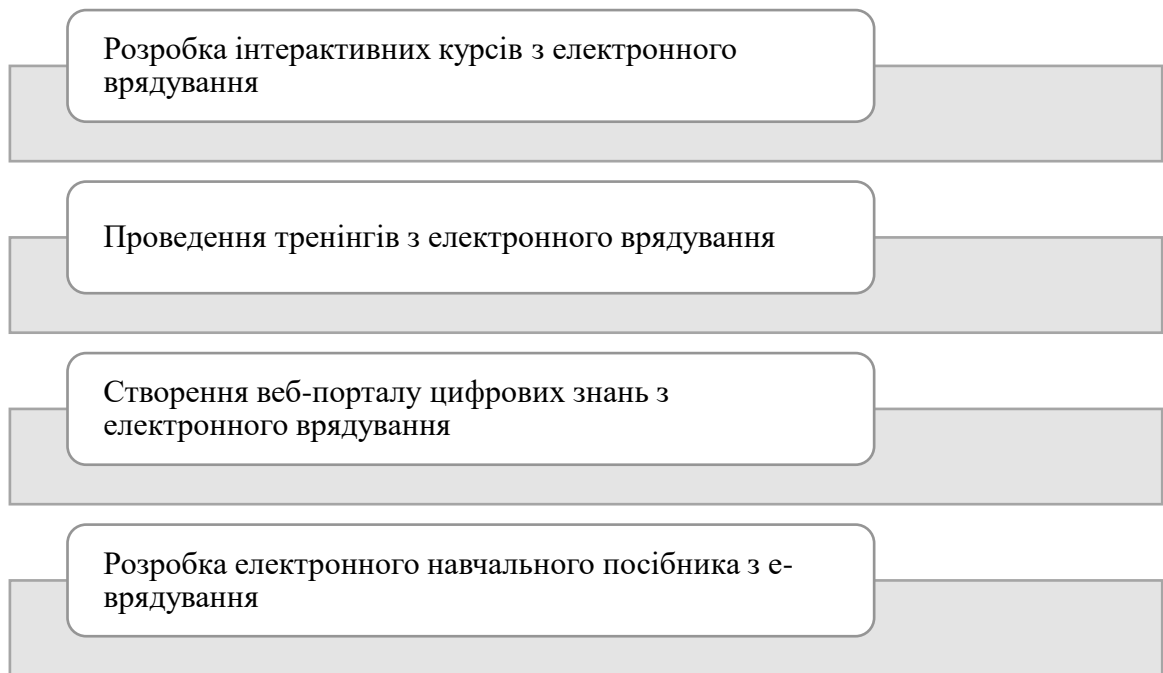 Розробка інтерактивних курсів з електронного
врядування
Проведення тренінгів з електронного врядування
Створення веб-порталу цифрових знань з
електронного врядування
Розробка електронного навчального посібника з е-
врядування